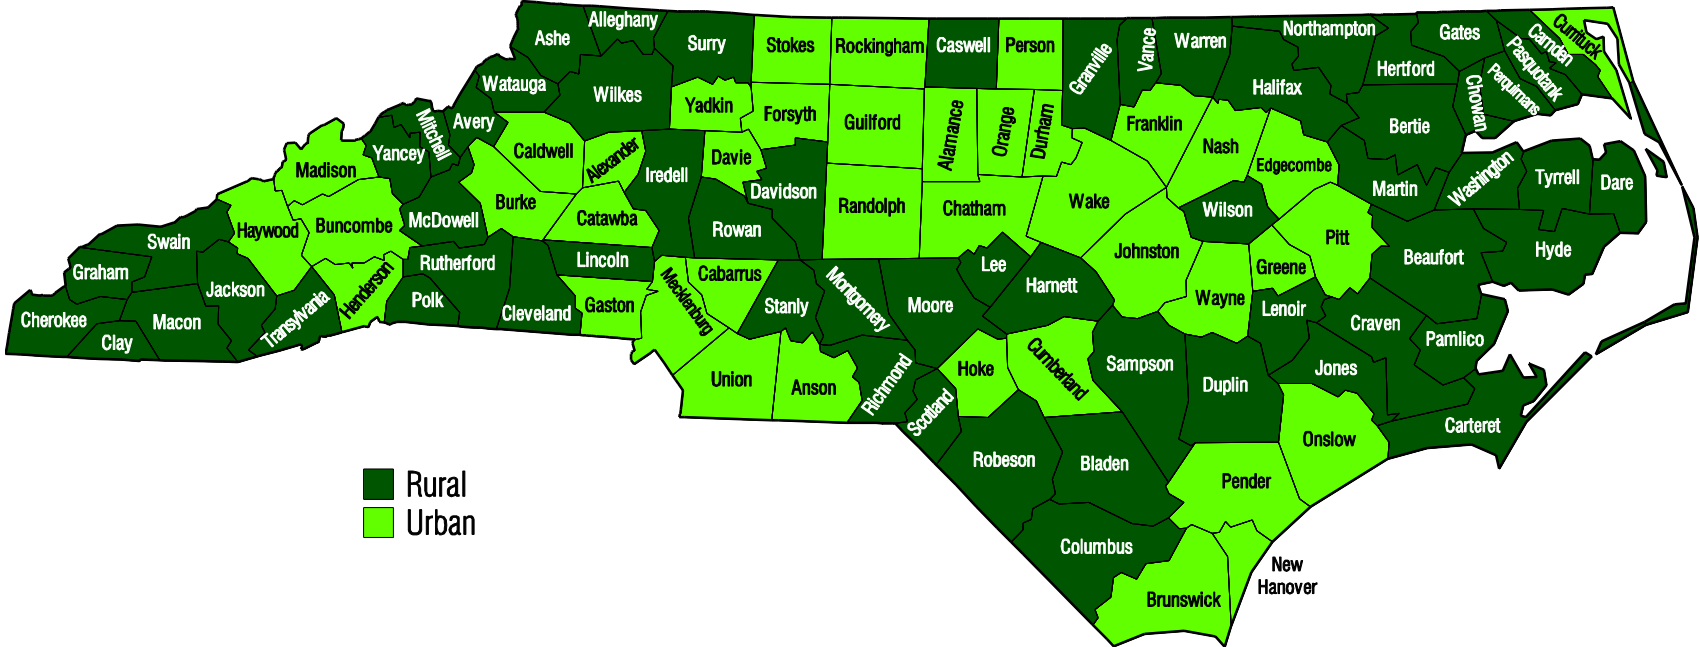 Alleghany
Ashe
Surry
Stokes
Rockingham
Caswell
Person
Granville
Vance
Warren
Northampton
Gates
Camden
Currituck
Pasquotank
Perquimans
Chowan
Hertford
Halifax
Watauga
Wilkes
Yadkin
Forsyth
Guilford
Alamance
Orange
Durham
Franklin
Nash
Edgecombe
Bertie
Mitchell
Avery
Yancey
Madison
Caldwell
Alexander
Iredell
Davie
Davidson
Randolph
Chatham
Wake
Wilson
Martin
Washington
Tyrrell
Dare
Haywood
Buncombe
McDowell
Burke
Catawba
Rowan
Johnston
Pitt
Beaufort
Hyde
Swain
Graham
Jackson
Henderson
Rutherford
Lincoln
Cabarrus
Lee
Harnett
Greene
Wayne
Lenoir
Cherokee
Clay
Macon
Transylvania
Polk
Cleveland
Gaston
Mecklenburg
Stanly
Montgomery
Moore
Craven
Pamlico
Jones
Union
Anson
Richmond
Scotland
Hoke
Cumberland
Sampson
Duplin
Onslow
Carteret
Robeson
Bladen
Pender
Columbus
Brunswick
New
Hanover
Rural
Urban